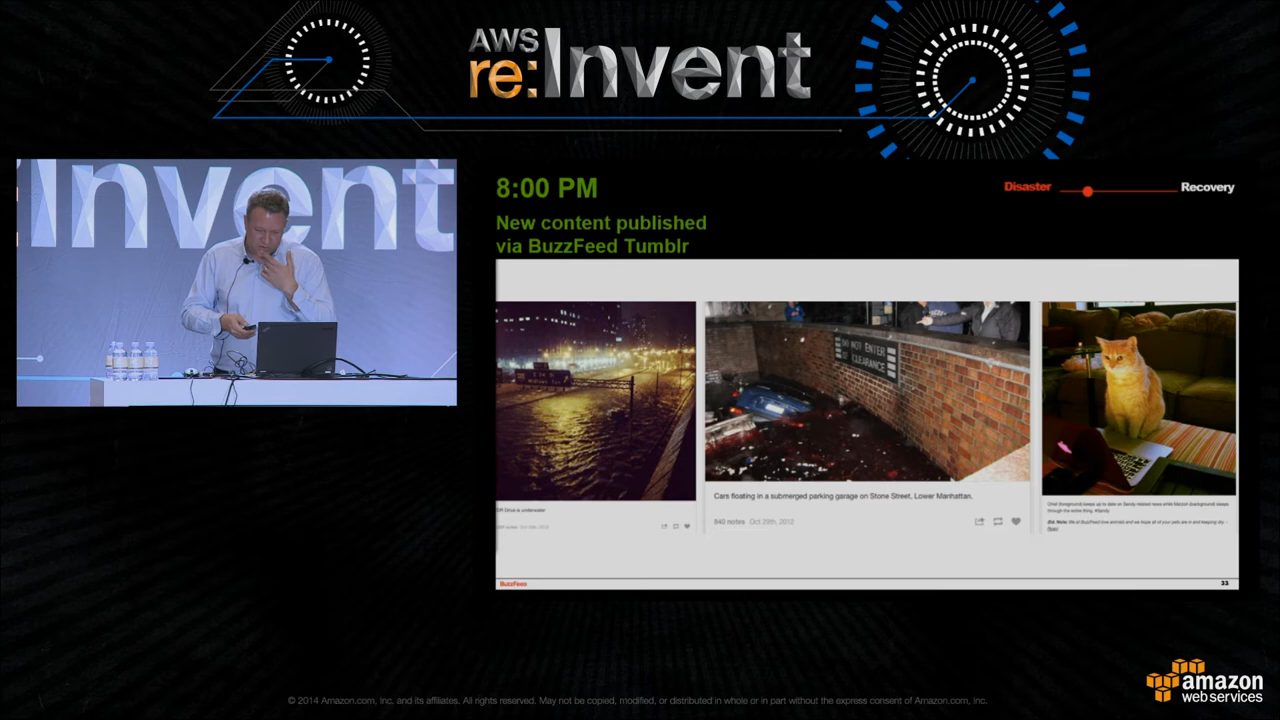 AWS
re:Invent
Invent
8:00 PM
Disaster
Recovery
New content published
via BuzzFeed Tumblr
DO NOT ENTER
CLEARANCE
Cars floating in a submerged parking garage on Stone Street, Lower Manhattan.
940 notes Oct 29th, 2012
BuzzFeed
33
amazon
web services
© 2014 Amazon.com, Inc, and its affiliates. All rights reserved. May not be copied, modified, or distributed in whole or in part without the express consent of Amazon.com, Inc.